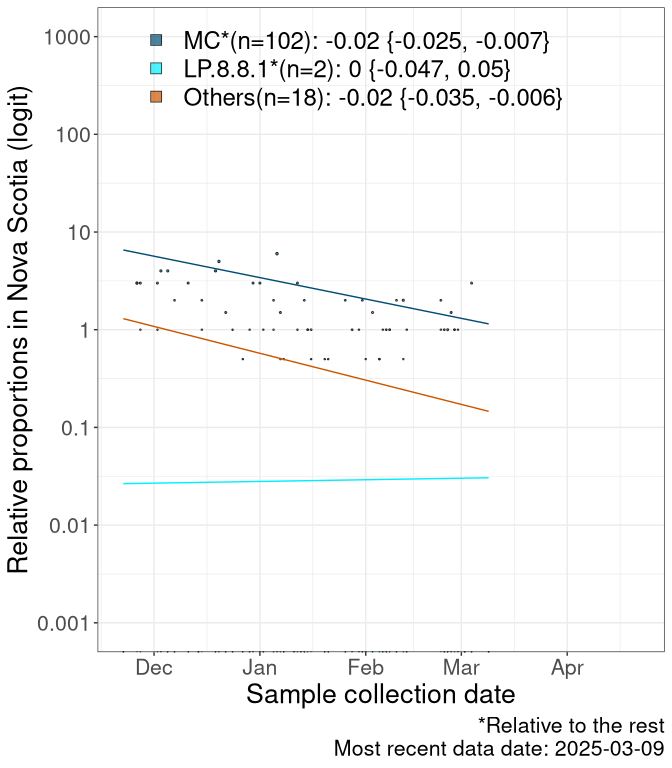 MC*(n=102): -0.02 {-0.025, -0.007}
LP.8.8.1*(n=2): 0 {-0.047, 0.05}
Others(n=18): -0.02 {-0.035, -0.006}
Relative proportions in Nova Scotia (logit)
1000
100
10
1
0.1
0.01
0.001
Dec Jan Feb Mar Apr
Sample collection date
*Relative to the rest
Most recent data date: 2025-03-09